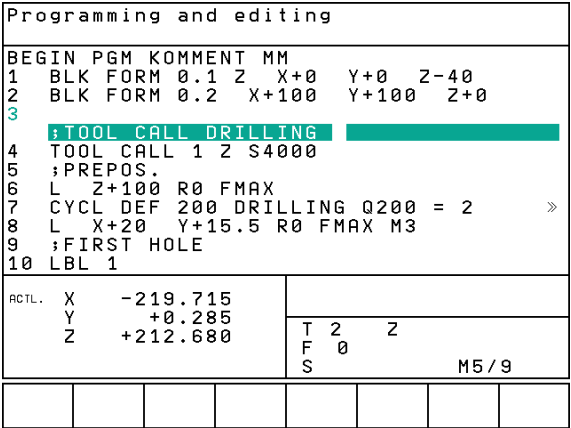 Programming and editing
BEGIN PGM KOMMENT MM
1 BLK FORM 0.1 Z X+0 Y+0 Z-40
2 BLK FORM 0.2 X+100 Y+100 Z+0
3
;TOOL CALL DRILLING
4 TOOL CALL 1 Z S4000
5 ;PREPOS.
6 L Z+100 R0 FMAX
7 CYCL DEF 200 DRILLING Q200 = 2 »
8 L X+20 Y+15.5 R0 FMAX M3
9 ;FIRST HOLE
10 LBL 1
ACTL. X -219.715
Y +0.285
Z +212.680
T 2 Z
F 0
S M5/9